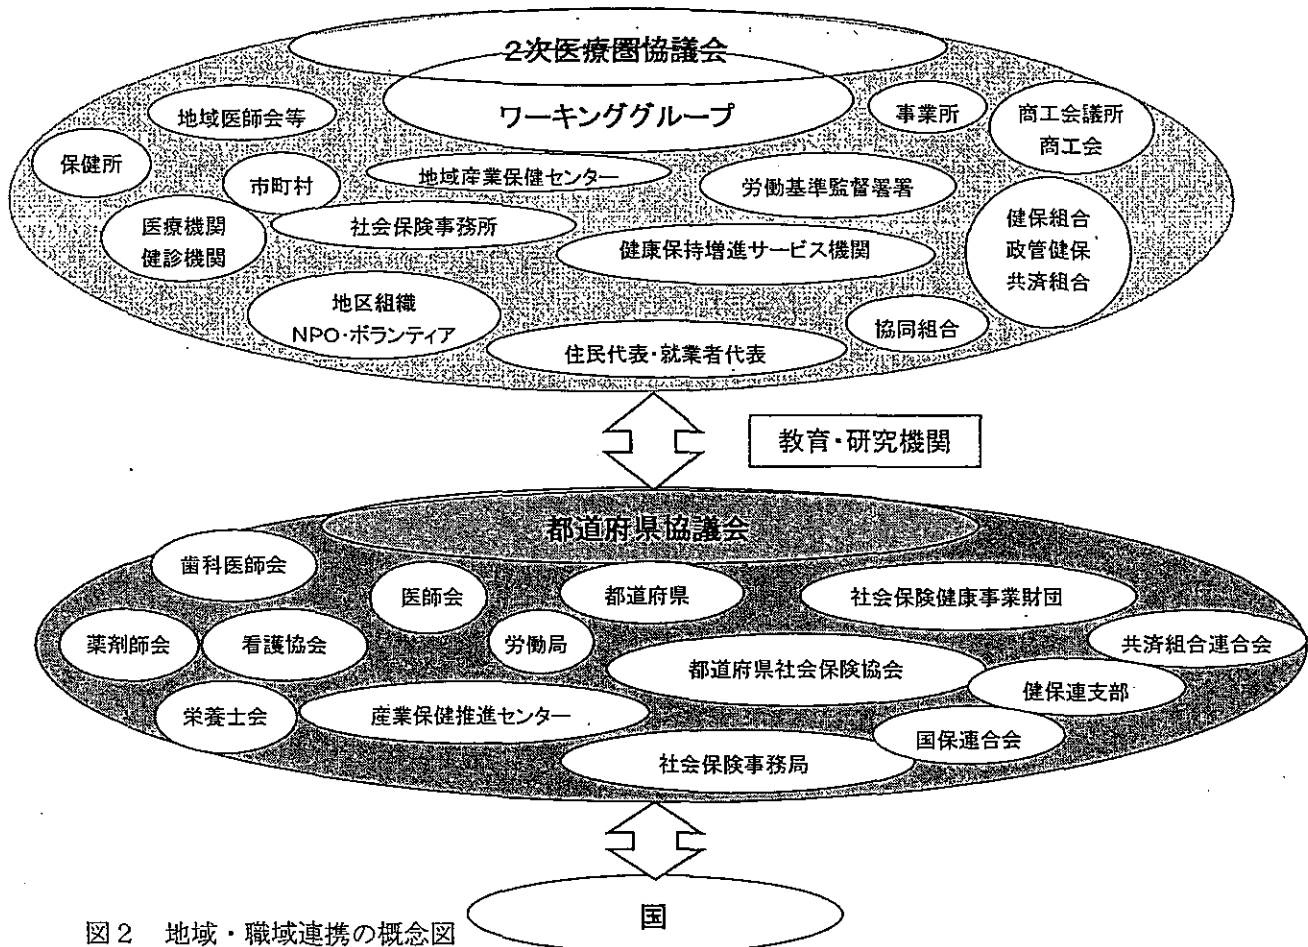 2次医療圏協議会
ワーキンググループ
事業所
商工会議所
商工会
地域医師会等
保健所
市町村
地域産業保健センター
労働基準監督署署
医療機関
健診機関
社会保険事務所
健康保持増進サービス機関
健保組合
政管健保
共済組合
地区組織
NPO・ボランティア
住民代表・就業者代表
協同組合
教育・研究機関
都道府県協議会
歯科医師会
医師会
都道府県
社会保険健康事業財団
薬剤師会
看護協会
労働局
都道府県社会保険協会
共済組合連合会
健保連支部
栄養士会
産業保健推進センター
国保連合会
社会保険事務局
国
図2 地域・職域連携の概念図